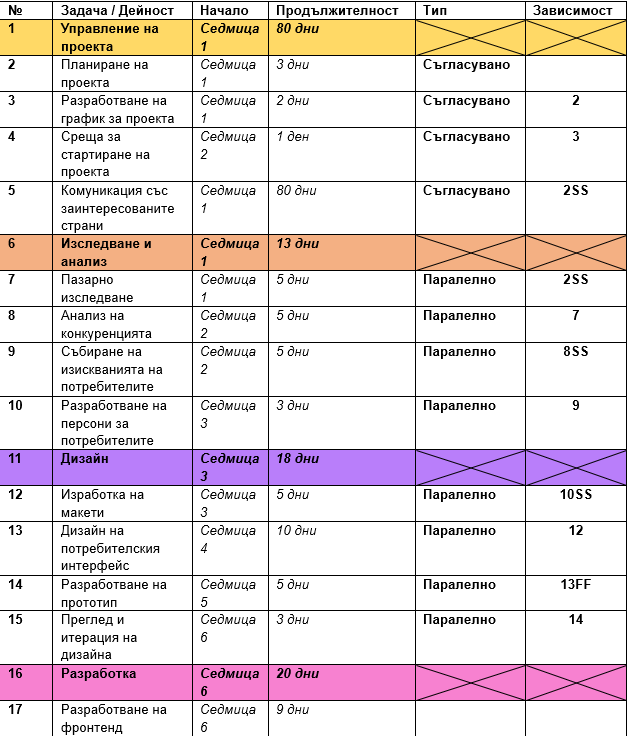 № Задача / Дейност Начало Продължителност Тип Зависимост
1 Управление на Седмица 80 дни
проекта 1
2 Планиране на Седмица 3 дни Съгласувано
проекта 1
3 Разработване на Седмица 2 дни Съгласувано 2
график за проекта 1
4 Среща за Седмица 1 ден Съгласувано 3
стартиране на 2
проекта
5 Комуникация със Седмица 80 дни Съгласувано 2SS
заинтересованите 1
страни
6 Изследване и Седмица 13 дни
анализ 1
7 Пазарно Седмица 5 дни Паралелно 2SS
изследване 1
8 Анализ на Седмица 5 дни Паралелно 7
конкуренцията 2
9 Събиране на Седмица 5 дни Паралелно 8SS
изискванията на 2
потребителите
10 Разработване на Седмица 3 дни Паралелно 9
персони за 3
потребителите
11 Дизайн Седмица 18 дни
3
12 Изработка на Седмица 5 дни Паралелно 10SS
макети 3
13 Дизайн на Седмица 10 дни Паралелно 12
потребителския 4
интерфейс
14 Разработване на Седмица 5 дни Паралелно 13FF
прототип 5
15 Преглед и Седмица 3 дни Паралелно 14
итерация на 6
дизайна
16 Разработка Седмица 20 дни
6
17 Разработване на Седмица 9 дни
фронтенд 6